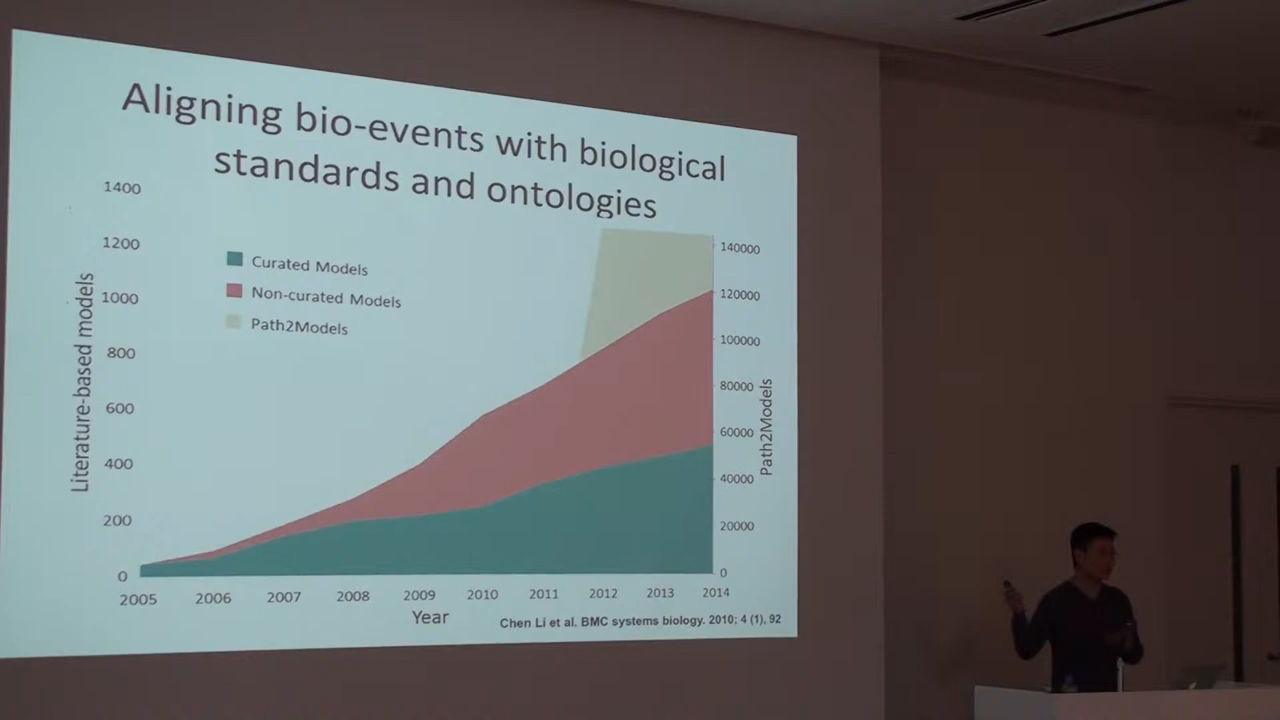 Aligning bio-events with biological
standards and ontologies
1400
1200
1000
800
600
400
200
0
Literature-based models
Curated Models
Non-curated Models
Path2Models
140000
120000
100000
80000
60000
40000
20000
0
Path2Models
2005 2006 2007 2008 2009 2010 2011 2012 2013 2014
Year
Chen Li et al. BMC systems biology. 2010; 4 (1), 92